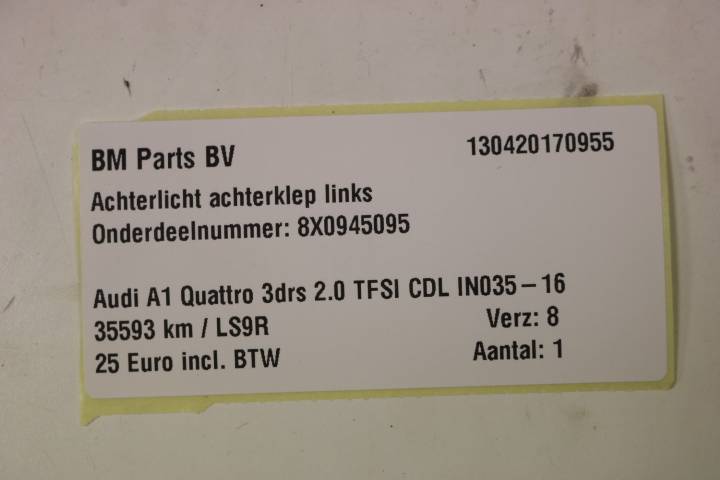 BM Parts BV 130420170955
Achterlicht achterklep links
Onderdeelnummer: 8X0945095
Audi A1 Quattro 3drs 2.0 TFSI CDL IN035-16
35593 km / LS9R Verz: 8
25 Euro incl. BTW Aantal: 1